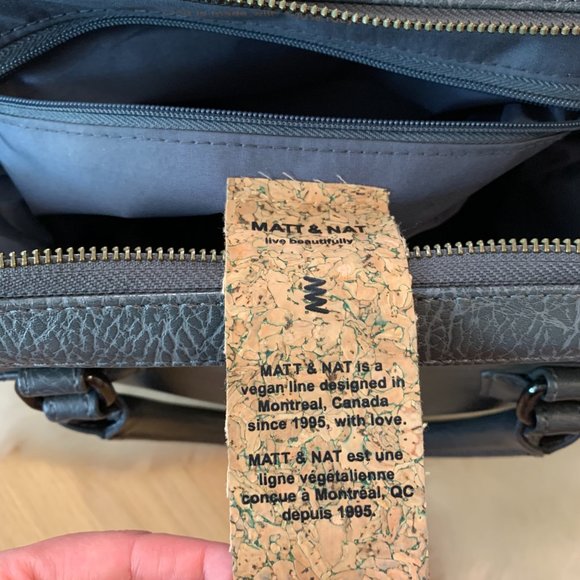 MATT & NAT
live beautifully
MATT & NAT is a
vegan line designed in
Montreal, Canada
since 1995, with love.
MATT & NAT est une
ligne végétalienne
conçue à Montréal, QC
depuis 1995.